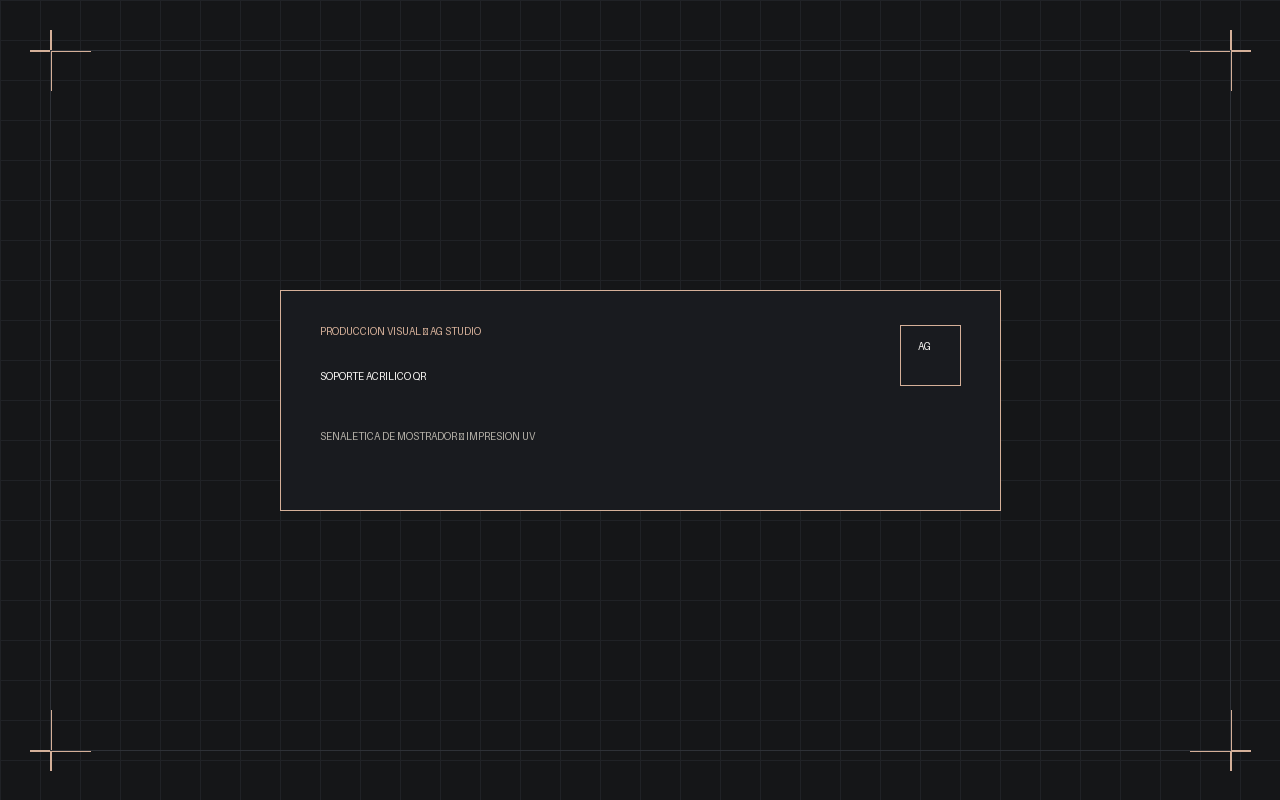 PRODUCCION VISUAL ▯ AG STUDIO
AG
SOPORTE ACRILICO QR
SENALETICA DE MOSTRADOR ▯ IMPRESION UV